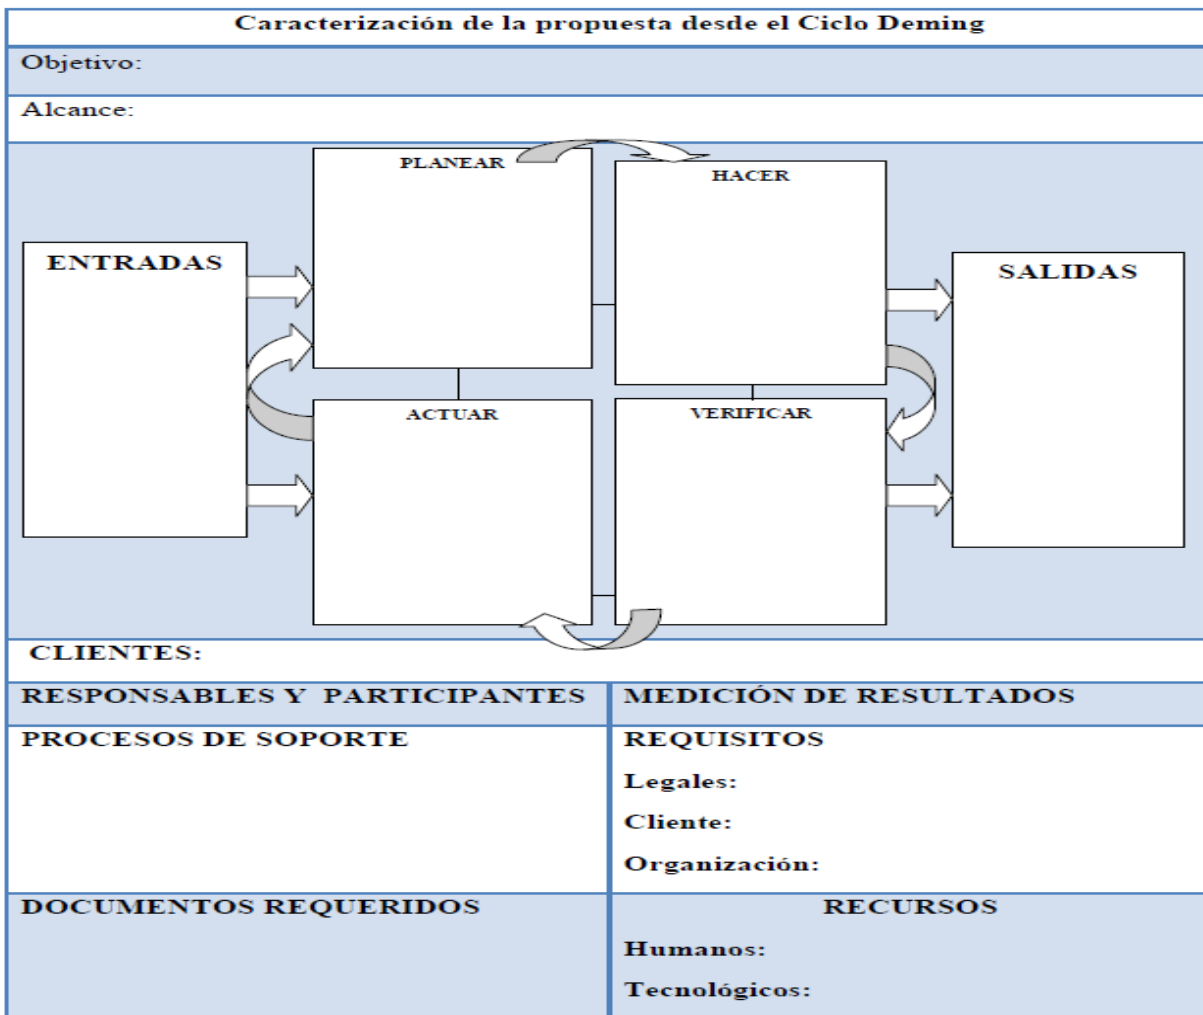 Caracterización de la propuesta desde el Ciclo Deming
Objetivo:
Alcance:
PLANEAR
HACER
ENTRADAS
SALIDAS
ACTUAR
VERIFICAR
CLIENTES:
RESPONSABLES Y PARTICIPANTES
MEDICIÓN DE RESULTADOS
PROCESOS DE SOPORTE
REQUISITOS
Legales:
Cliente:
Organización:
DOCUMENTOS REQUERIDOS
RECURSOS
Humanos:
Tecnológicos: